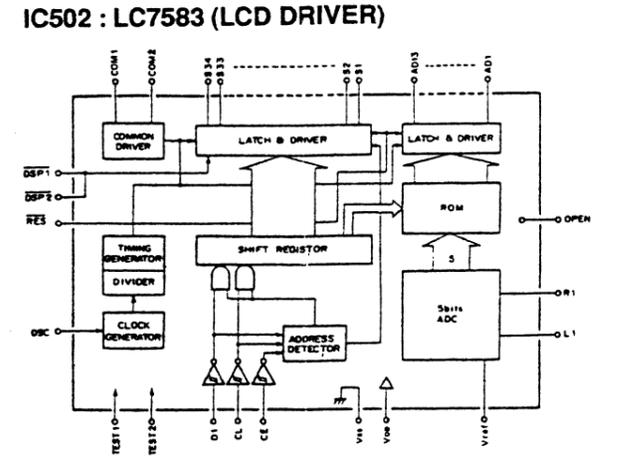 IC502 : LC7583 (LCD DRIVER)
COM1
COM2
S34
S33
S2
S1
AD13
AD1
COMMON
DRIVER
LATCH & DRIVER
LATCH & DRIVER
DSP1
DSP2
RES
ROM
OPEN
TIMING
GENERATOR
SHIFT REGISTOR
5
DIVIDER
5bits
ADC
R1
OSC
CLOCK
GENERATOR
ADDRESS
DETECTOR
L1
TEST1
TEST2
D1
CL
CE
Vss
Vref